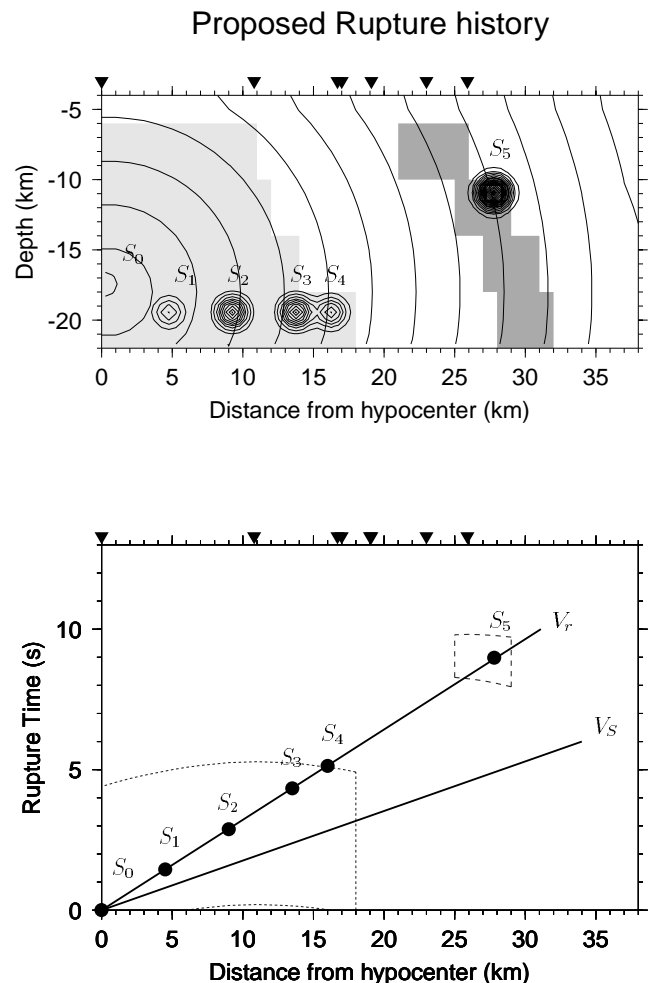 Proposed Rupture history
-5
-10
-15
-20
Depth (km)
S5
S0
S1
S2
S3
S4
0 5 10 15 20 25 30 35
Distance from hypocenter (km)
10
5
0
Rupture Time (s)
S5
Vr
VS
S4
S3
S2
S1
S0
0 5 10 15 20 25 30 35
Distance from hypocenter (km)